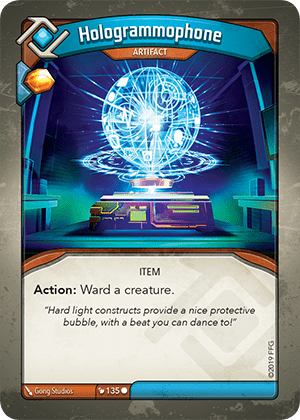 Hologrammophone
ARTIFACT
ITEM
Action: Ward a creature.
“Hard light constructs provide a nice protective
bubble, with a beat you can dance to!”
Gong Studios
135
©2019 FFG